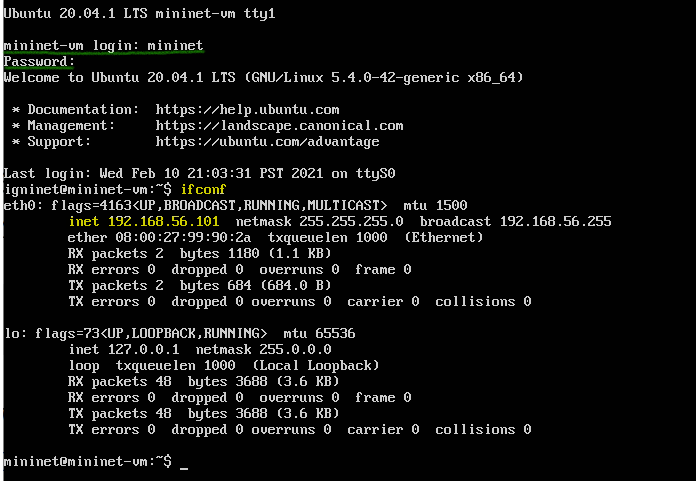 Ubuntu 20.04.1 LTS mininet-vm tty1
mininet-vm login: mininet
Password:
Welcome to Ubuntu 20.04.1 LTS (GNU/Linux 5.4.0-42-generic x86_64)
* Documentation:  https://help.ubuntu.com
* Management:     https://landscape.canonical.com
* Support:        https://ubuntu.com/advantage
Last login: Wed Feb 10 21:03:31 PST 2021 on ttyS0
igninet@mininet-vm:~$ ifconf
eth0: flags=4163<UP,BROADCAST,RUNNING,MULTICAST>  mtu 1500
inet 192.168.56.101  netmask 255.255.255.0  broadcast 192.168.56.255
ether 08:00:27:99:90:2a  txqueuelen 1000  (Ethernet)
RX packets 2  bytes 1180 (1.1 KB)
RX errors 0  dropped 0  overruns 0  frame 0
TX packets 2  bytes 684 (684.0 B)
TX errors 0  dropped 0 overruns 0  carrier 0  collisions 0
lo: flags=73<UP,LOOPBACK,RUNNING>  mtu 65536
inet 127.0.0.1  netmask 255.0.0.0
loop  txqueuelen 1000  (Local Loopback)
RX packets 48  bytes 3688 (3.6 KB)
RX errors 0  dropped 0  overruns 0  frame 0
TX packets 48  bytes 3688 (3.6 KB)
TX errors 0  dropped 0 overruns 0  carrier 0  collisions 0
mininet@mininet-vm:~$ _